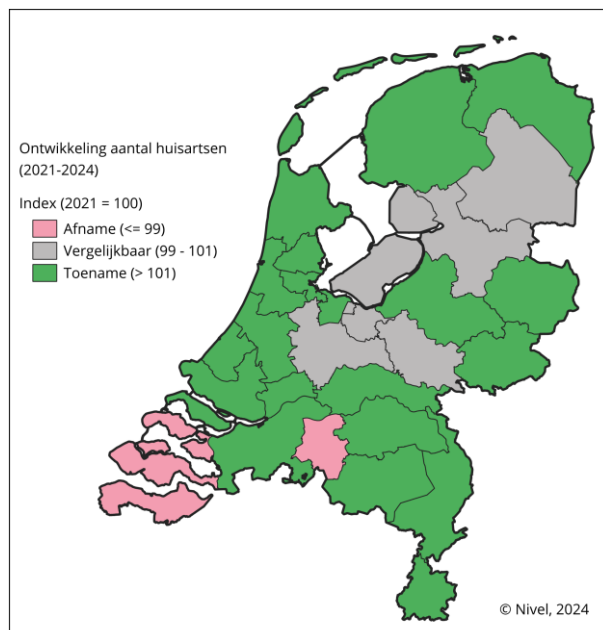 Ontwikkeling aantal huisartsen
(2021-2024)
Index (2021 = 100)
Afname (<= 99)
Vergelijkbaar (99 - 101)
Toename (> 101)
© Nivel, 2024